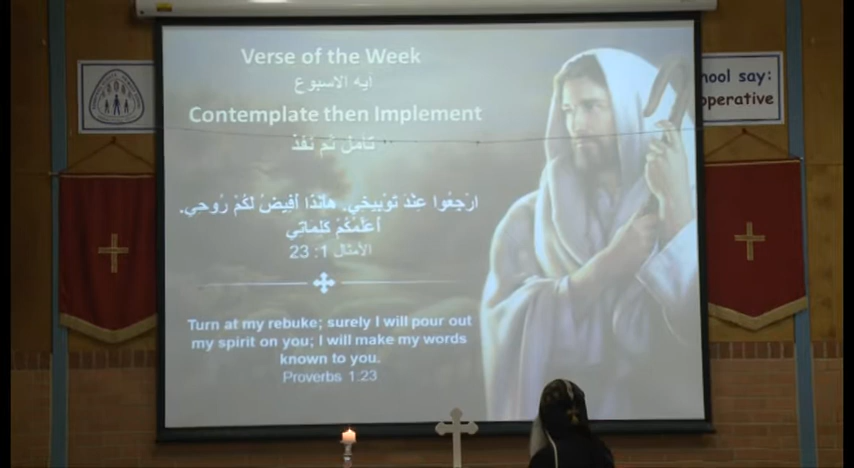 Verse of the Week
آيه الاسبوع
Contemplate then Implement
تأمل ثم نفذ
ارْجِعُوا عِنْدَ تَوْبِيخِي. هأَنَذَا أُفِيضُ لَكُمْ رُوحِي.
أُعَلِّمُكُمْ كَلِمَاتِي
الأمثال 1: 23
Turn at my rebuke; surely I will pour out
my spirit on you; I will make my words
known to you.
Proverbs 1:23
hool say:
operative